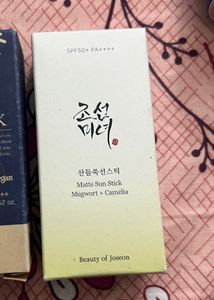 SPF50+ PA++++
조선
미녀
산들쑥선스틱
Matte Sun Stick
Mugwort + Camelia
Beauty of Joseon